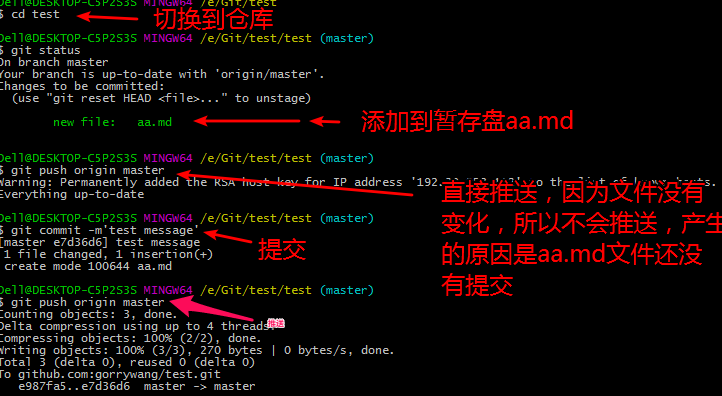 Dell@DESKTOP-C5P2S3S MINGW64 /e/Git/test/test
$ cd test
切换到仓库
Dell@DESKTOP-C5P2S3S MINGW64 /e/Git/test/test (master)
$ git status
On branch master
Your branch is up-to-date with 'origin/master'.
Changes to be committed:
(use "git reset HEAD <file>..." to unstage)
new file: aa.md
添加到暂存盘aa.md
Dell@DESKTOP-C5P2S3S MINGW64 /e/Git/test/test (master)
$ git push origin master
Warning: Permanently added the RSA host key for IP address '192. to the list of known hosts.
Everything up-to-date
直接推送，因为文件没有
变化，所以不会推送，产生
的原因是aa.md文件还没
有提交
Dell@DESKTOP-C5P2S3S MINGW64 /e/Git/test/test (master)
$ git commit -m'test message'
[master e7d36d6] test message
1 file changed, 1 insertion(+)
create mode 100644 aa.md
提交
Dell@DESKTOP-C5P2S3S MINGW64 /e/Git/test/test (master)
$ git push origin master
推送
Counting objects: 3, done.
Delta compression using up to 4 threads.
Compressing objects: 100% (2/2), done.
Writing objects: 100% (3/3), 270 bytes | 0 bytes/s, done.
Total 3 (delta 0), reused 0 (delta 0)
To github.com:gorrywang/test.git
e987fa5..e7d36d6 master -> master